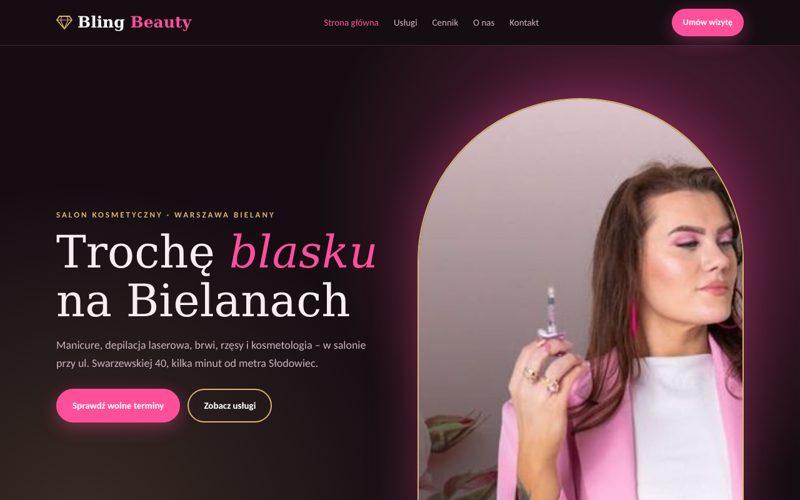 Bling Beauty
Strona główna Usługi Cennik O nas Kontakt
Umów wizytę
SALON KOSMETYCZNY · WARSZAWA BIELANY
Trochę blasku
na Bielanach
Manicure, depilacja laserowa, brwi, rzęsy i kosmetologia – w salonie
przy ul. Swarzewskiej 40, kilka minut od metra Słodowiec.
Sprawdź wolne terminy
Zobacz usługi